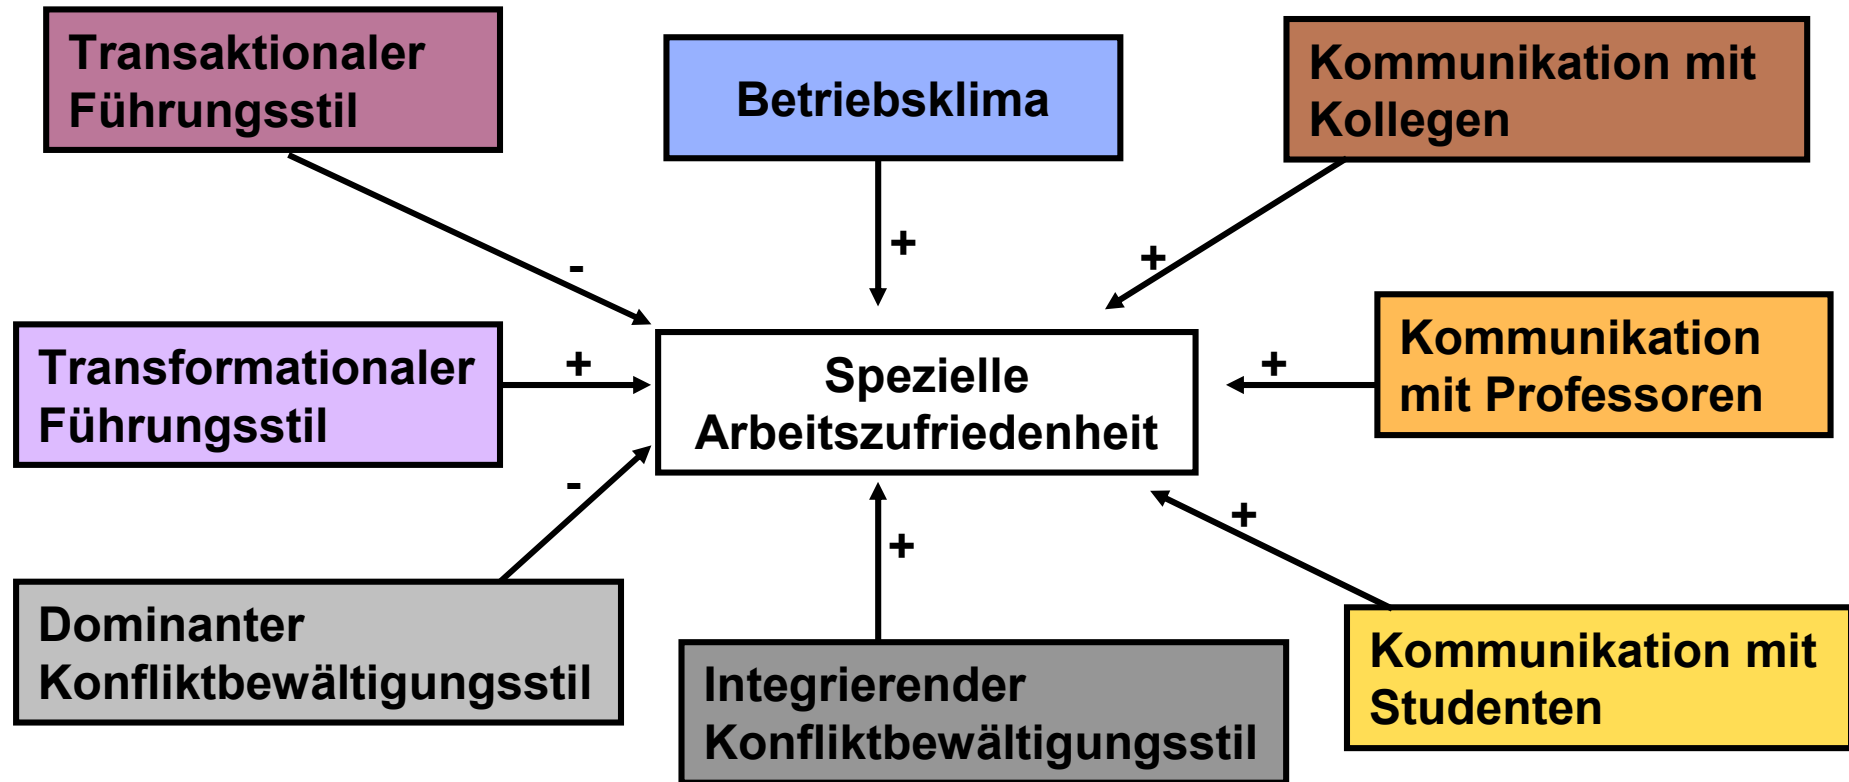 Transaktionaler
Führungsstil
Betriebsklima
Kommunikation mit
Kollegen
-
+
+
Transformationaler
Führungsstil
+
Spezielle
Arbeitszufriedenheit
+
Kommunikation
mit Professoren
-
+
+
Dominanter
Konfliktbewältigungsstil
Integrierender
Konfliktbewältigungsstil
Kommunikation mit
Studenten